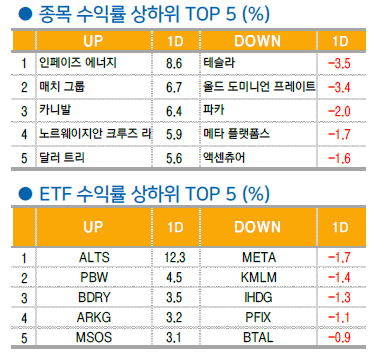 ● 종목 수익률 상하위 TOP 5 (%)
UP 1D DOWN 1D
1 인페이즈 에너지 8.6 테슬라 -3.5
2 매치 그룹 6.7 올드 도미니언 프레이트 -3.4
3 카니발 6.4 파카 -2.0
4 노르웨이지안 크루즈 라 5.9 메타 플랫폼스 -1.7
5 달러 트리 5.6 액센츄어 -1.6
● ETF 수익률 상하위 TOP 5 (%)
UP 1D DOWN 1D
1 ALTS 12.3 META -1.7
2 PBW 4.5 KMLM -1.4
3 BDRY 3.5 IHDG -1.3
4 ARKG 3.2 PFIX -1.1
5 MSOS 3.1 BTAL -0.9